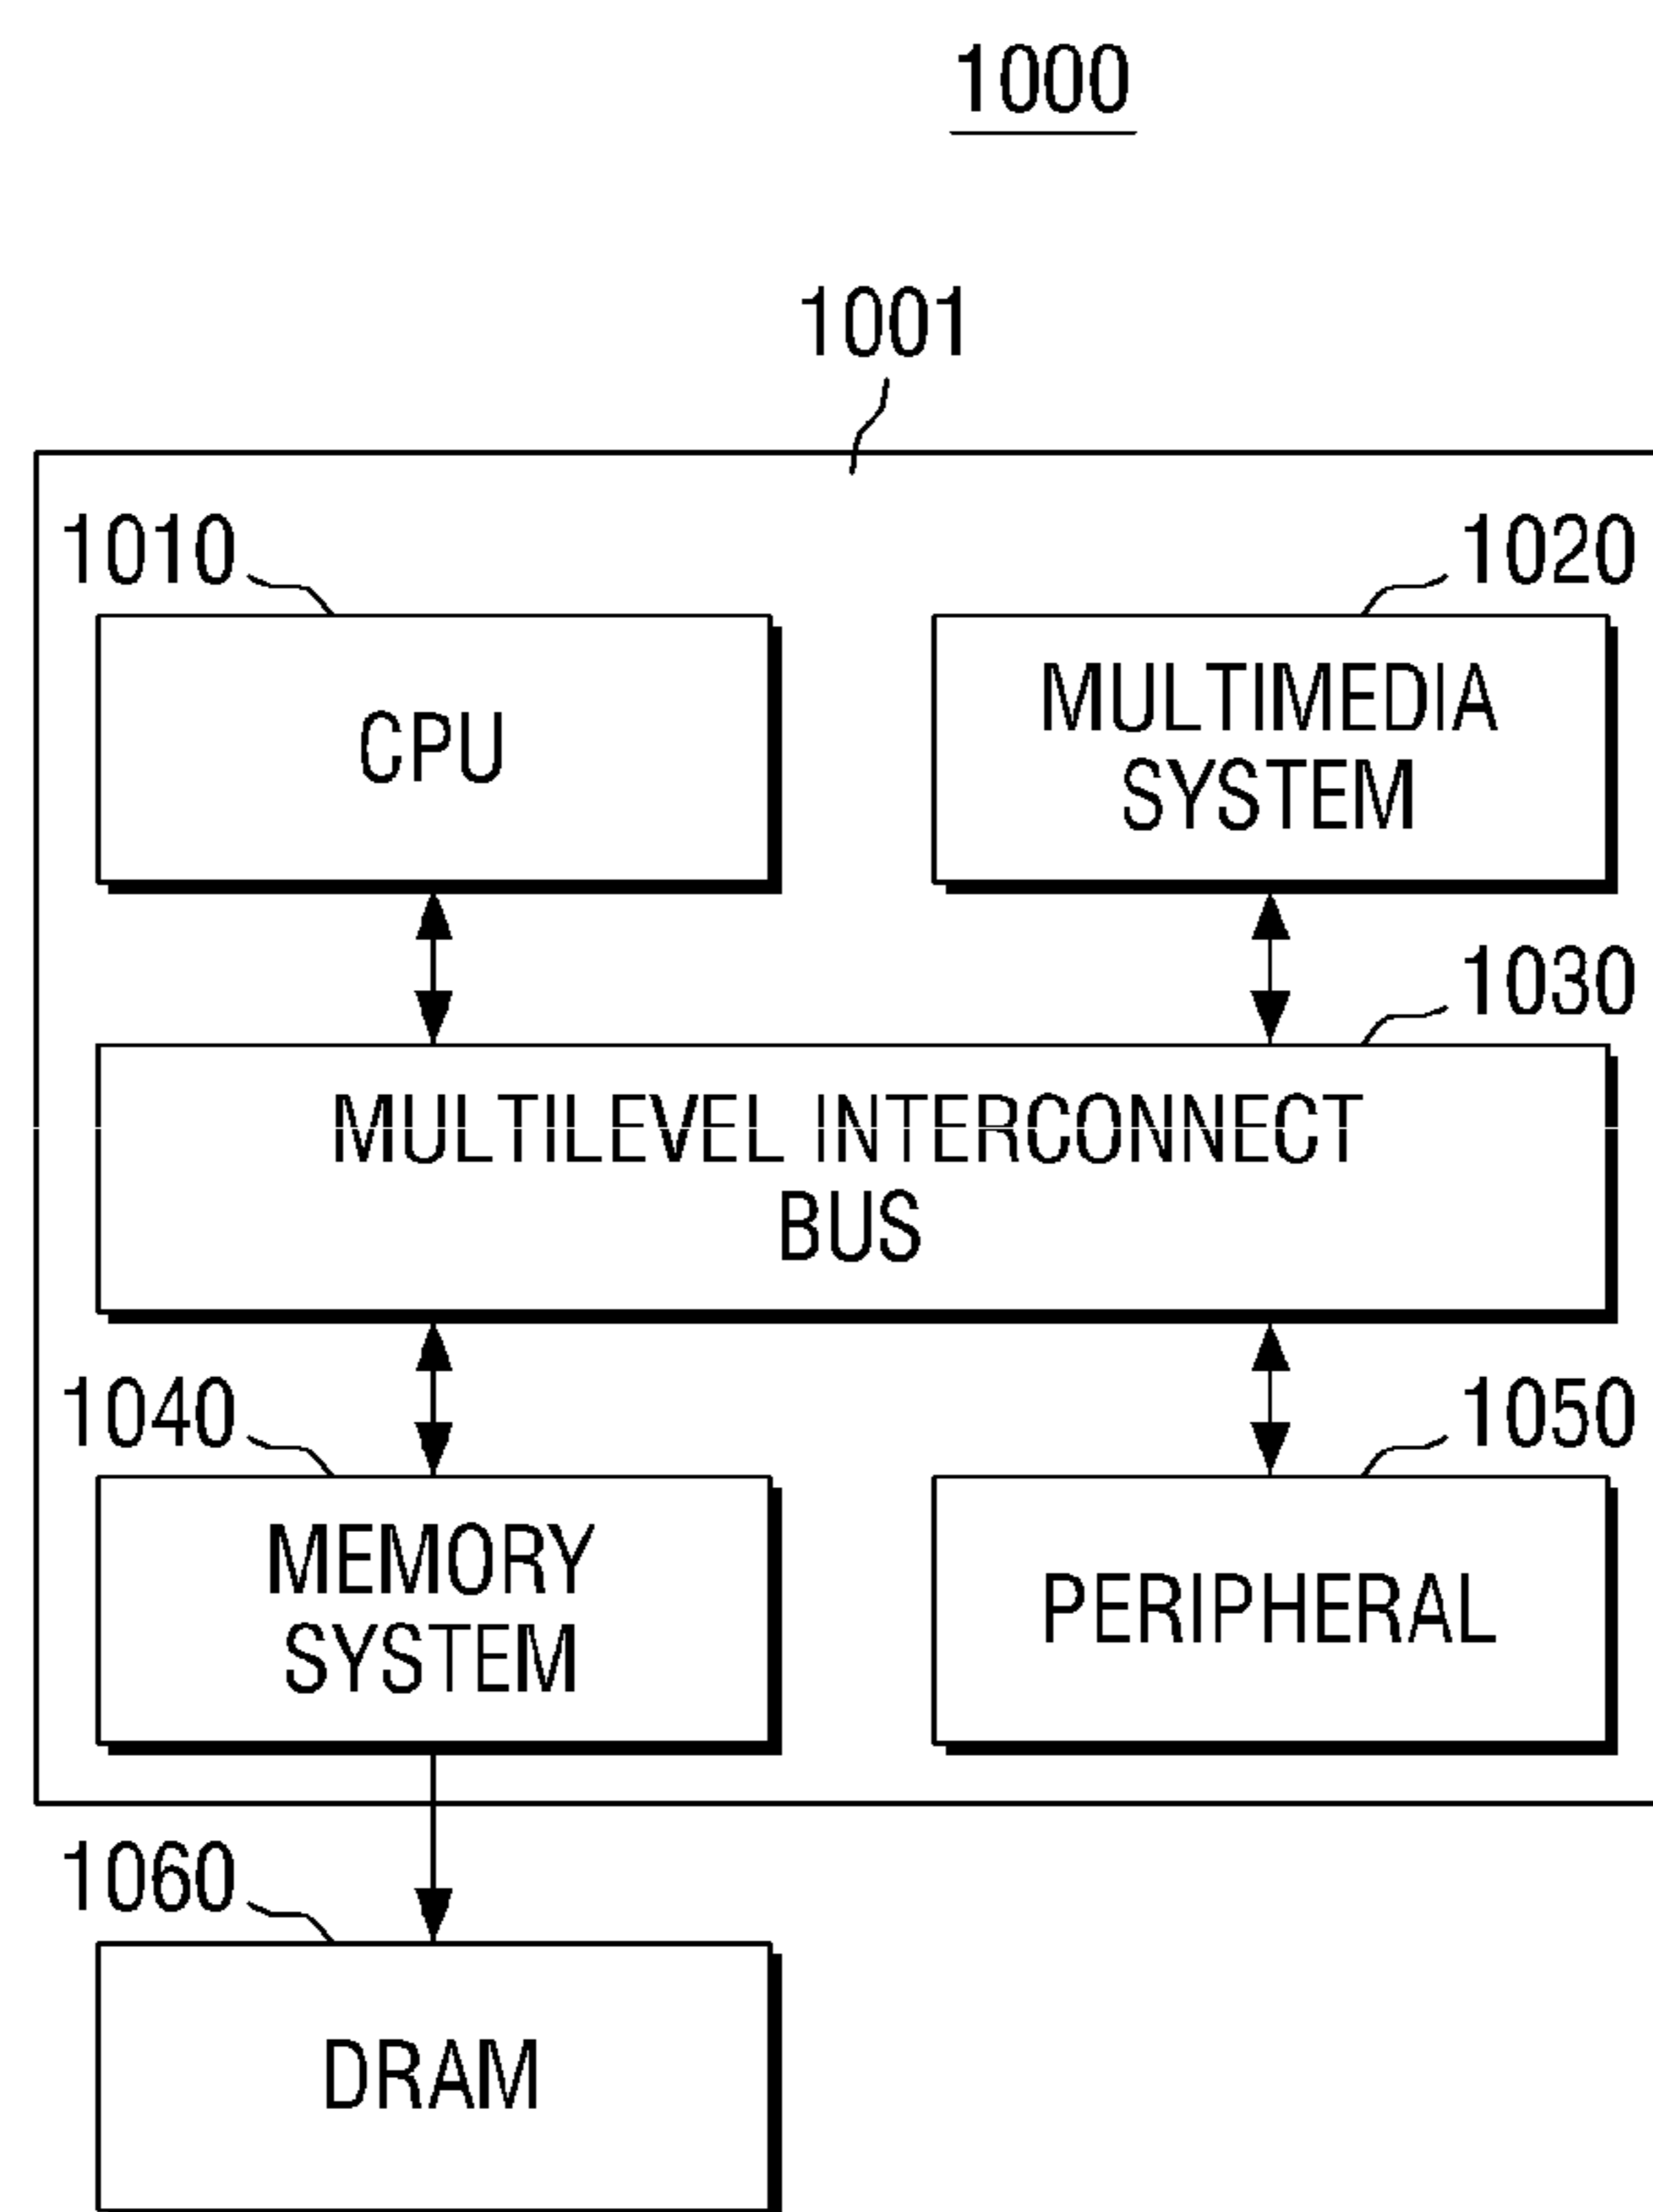 1000
1001
1010
1020
CPU
MULTIMEDIA
SYSTEM
1030
MULTILEVEL INTERCONNECT
BUS
1040
1050
MEMORY
SYSTEM
PERIPHERAL
1060
DRAM